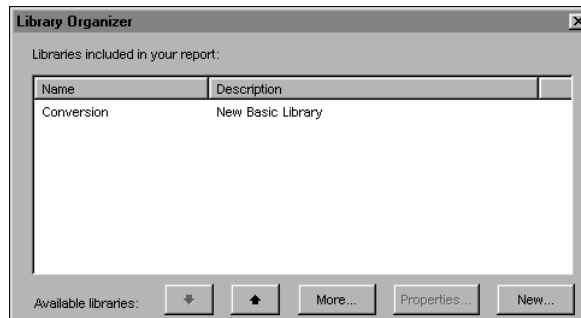 Library Organizer
Libraries included in your report:
Name Description
Conversion New Basic Library
Available libraries: More... Properties... New...